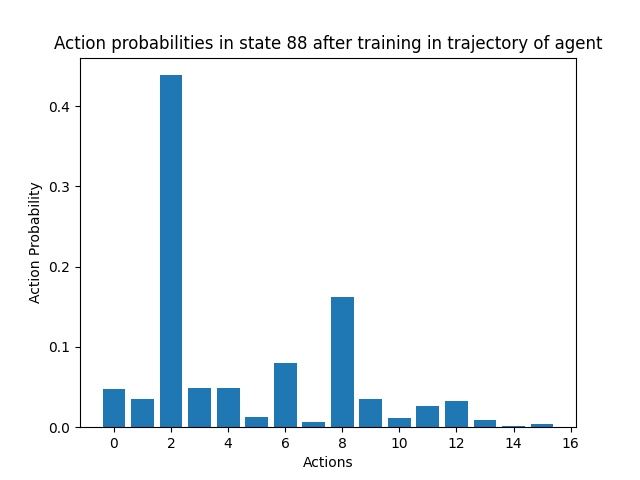 Action probabilities in state 88 after training in trajectory of agent
0.4
0.3
0.2
0.1
0.0
Action Probability
0 2 4 6 8 10 12 14 16
Actions